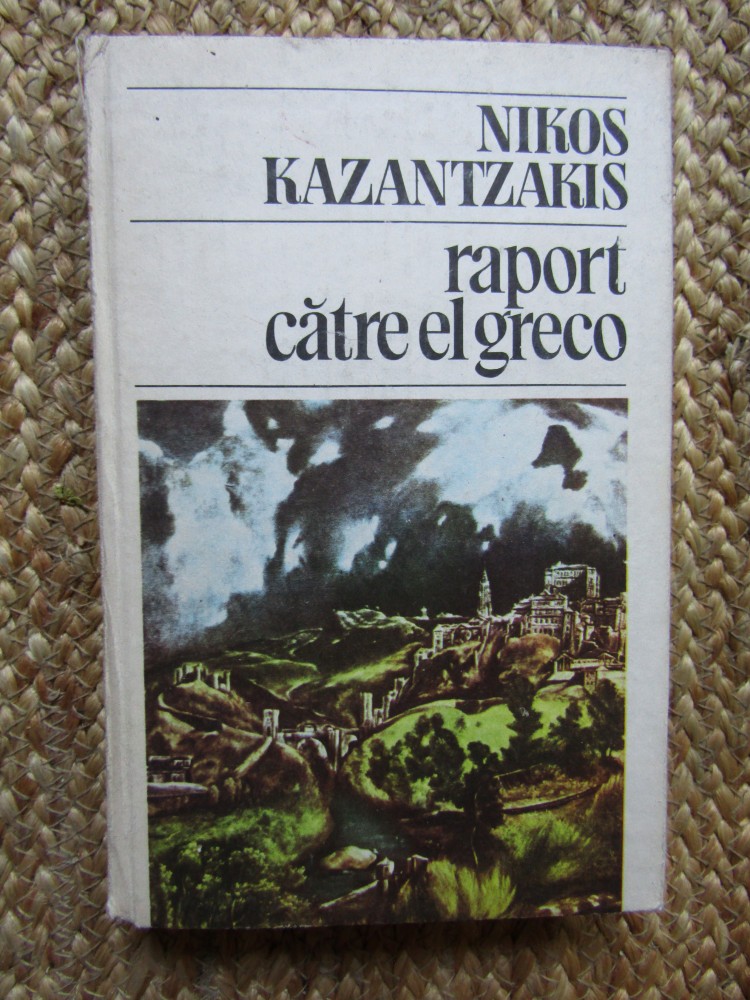 NIKOS
KAZANTZAKIS
raport
către el greco